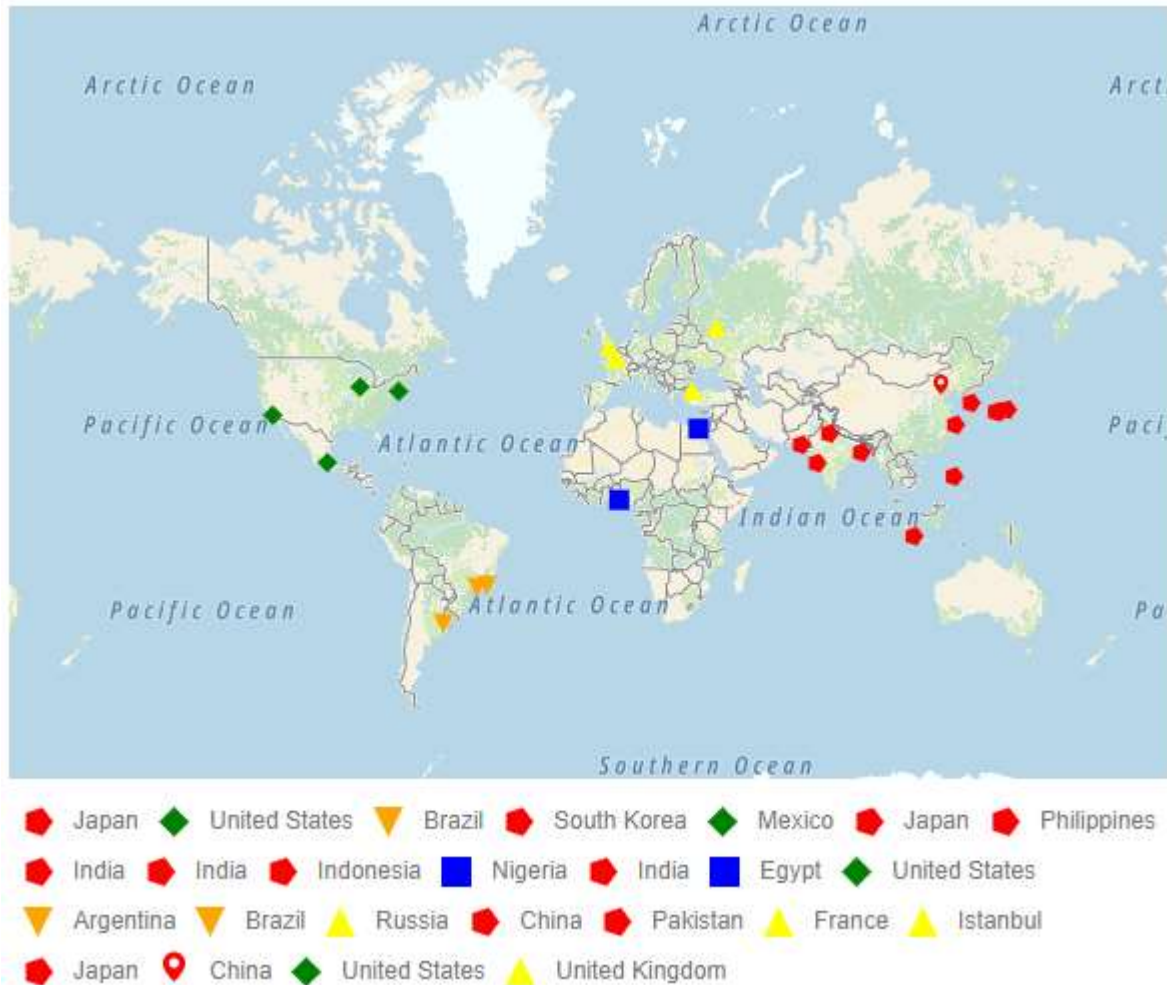 Arctic Ocean
Arctic Ocean
Arcti
Pacific Ocean
Atlantic Ocean
Pacif
Indian Ocean
Pacific Ocean
Atlantic Ocean
Pa
Southern Ocean
Japan United States Brazil South Korea Mexico Japan Philippines
India India Indonesia Nigeria India Egypt United States
Argentina Brazil Russia China Pakistan France Istanbul
Japan China United States United Kingdom